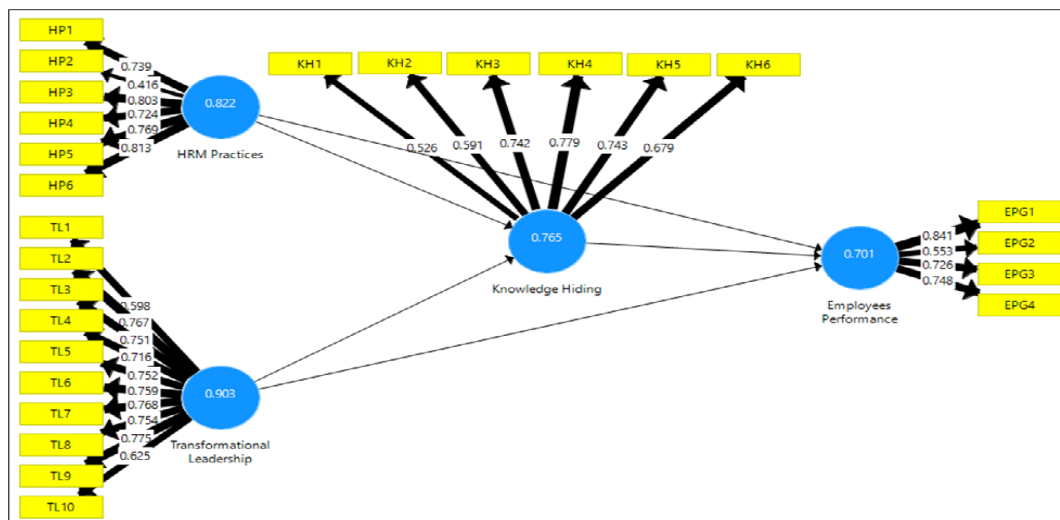 HP1
HP2
HP3
HP4
HP5
HP6
0.739
0.416
0.803
0.724
0.769
0.813
0.822
HRM Practices
KH1
KH2
KH3
KH4
KH5
KH6
0.526
0.591
0.742
0.779
0.743
0.679
0.765
Knowledge Hiding
TL1
TL2
TL3
TL4
TL5
TL6
TL7
TL8
TL9
TL10
0.598
0.767
0.751
0.716
0.752
0.759
0.768
0.754
0.775
0.625
0.903
Transformational
Leadership
0.701
Employees
Performance
0.841
0.553
0.726
0.748
EPG1
EPG2
EPG3
EPG4